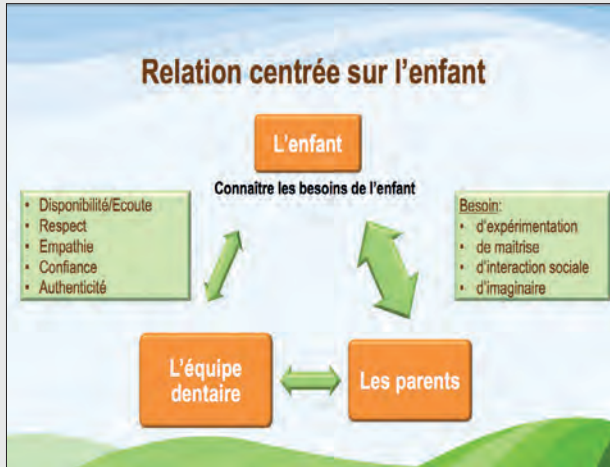 Relation centrée sur l'enfant
L'enfant
Connaître les besoins de l'enfant
• Disponibilité/Ecoute
• Respect
• Empathie
• Confiance
• Authenticité
Besoin:
• d'expérimentation
• de maitrise
• d'interaction sociale
• d'imaginaire
L'équipe
dentaire
Les parents